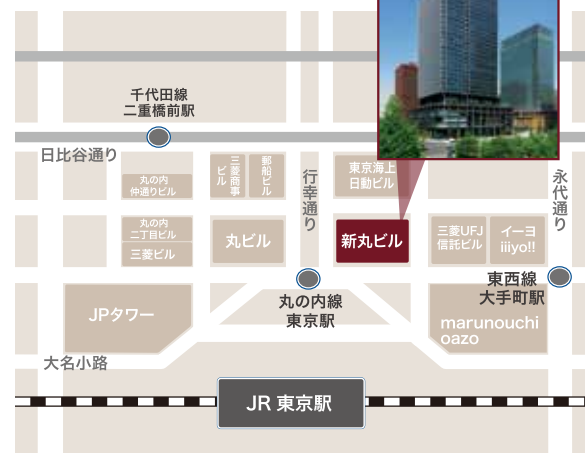 千代田線
二重橋前駅
日比谷通り
丸の内
仲通りビル
三菱商事
ビル
郵船ビル
行幸通り
東京海上
日動ビル
永代通り
丸の内
二丁目ビル
三菱ビル
丸ビル
新丸ビル
三菱UFJ
信託ビル
イーヨ
iiiyo!!
東西線
大手町駅
丸の内線
東京駅
JPタワー
marunouchi
oazo
大名小路
JR 東京駅